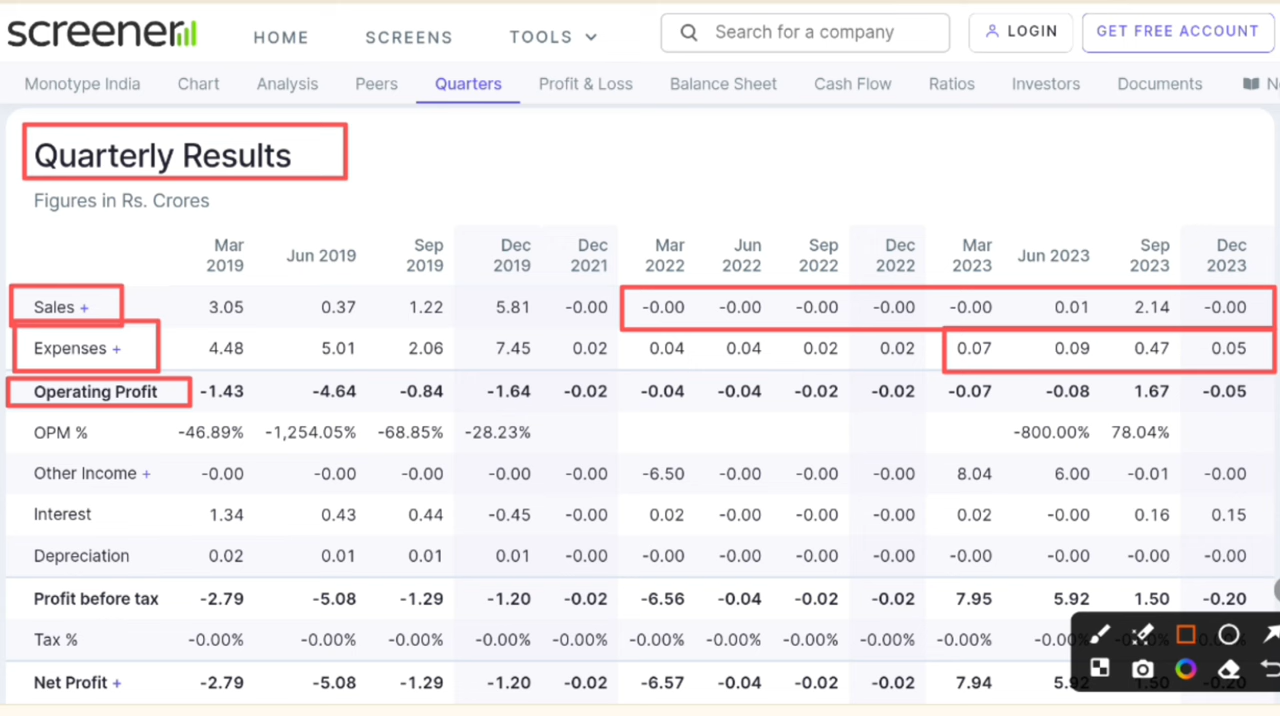 screener
HOME SCREENS TOOLS Search for a company LOGIN GET FREE ACCOUNT
Monotype India Chart Analysis Peers Quarters Profit & Loss Balance Sheet Cash Flow Ratios Investors Documents
Quarterly Results
Figures in Rs. Crores
Mar 2019 Jun 2019 Sep 2019 Dec 2019 Dec 2021 Mar 2022 Jun 2022 Sep 2022 Dec 2022 Mar 2023 Jun 2023 Sep 2023 Dec 2023
Sales + 3.05 0.37 1.22 5.81 -0.00 -0.00 -0.00 -0.00 -0.00 -0.00 0.01 2.14 -0.00
Expenses + 4.48 5.01 2.06 7.45 0.02 0.04 0.04 0.02 0.02 0.07 0.09 0.47 0.05
Operating Profit -1.43 -4.64 -0.84 -1.64 -0.02 -0.04 -0.04 -0.02 -0.02 -0.07 -0.08 1.67 -0.05
OPM % -46.89% -1,254.05% -68.85% -28.23% -800.00% 78.04%
Other Income + -0.00 -0.00 -0.00 -0.00 -0.00 -6.50 -0.00 -0.00 -0.00 8.04 6.00 -0.01 -0.00
Interest 1.34 0.43 0.44 -0.45 -0.00 0.02 -0.00 -0.00 -0.00 0.02 -0.00 0.16 0.15
Depreciation 0.02 0.01 0.01 0.01 -0.00 -0.00 -0.00 -0.00 -0.00 -0.00 -0.00 -0.00 -0.00
Profit before tax -2.79 -5.08 -1.29 -1.20 -0.02 -6.56 -0.04 -0.02 -0.02 7.95 5.92 1.50 -0.20
Tax % -0.00% -0.00% -0.00% -0.00% -0.00% -0.00% -0.00% -0.00% -0.00% -0.00%
Net Profit + -2.79 -5.08 -1.29 -1.20 -0.02 -6.57 -0.04 -0.02 -0.02 7.94 5.92 1.50 -0.20